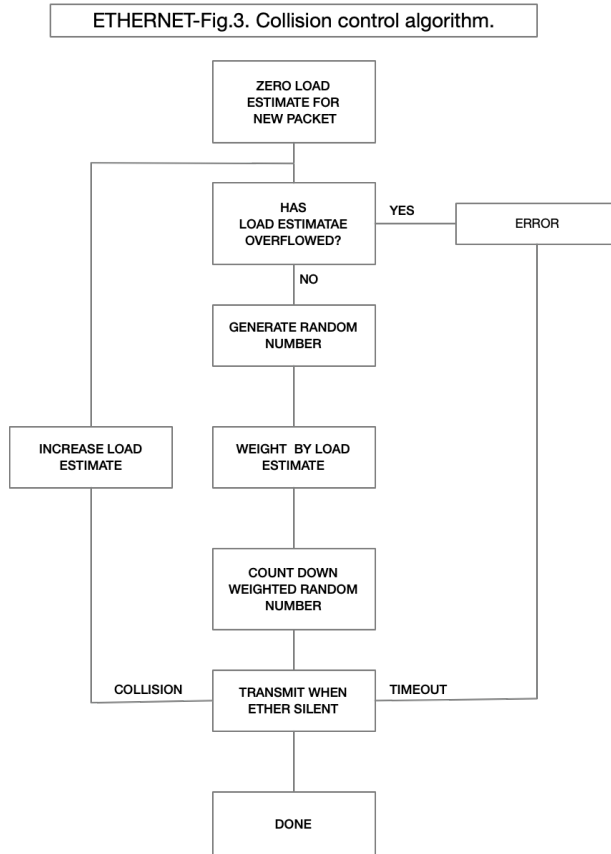 ETHERNET-Fig.3. Collision control algorithm.
ZERO LOAD
ESTIMATE FOR
NEW PACKET
HAS
LOAD ESTIMATAE
OVERFLOWED?
YES
ERROR
NO
GENERATE RANDOM
NUMBER
INCREASE LOAD
ESTIMATE
WEIGHT BY LOAD
ESTIMATE
COUNT DOWN
WEIGHTED RANDOM
NUMBER
COLLISION
TRANSMIT WHEN
ETHER SILENT
TIMEOUT
DONE